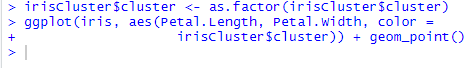 > irisCluster$cluster <- as.factor(irisCluster$cluster)
> ggplot(iris, aes(Petal.Length, Petal.Width, color =
+                  irisCluster$cluster)) + geom_point()
>